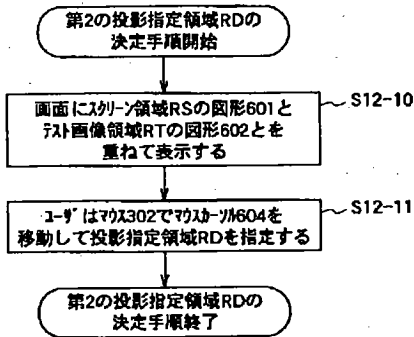 第2の投影指定領域RDの
決定手順開始
画面にスクリーン領域RSの図形601と
テスト画像領域RTの図形602とを
重ねて表示する
S12-10
ユーザはマウス302でマウスカーソル604を
移動して投影指定領域RDを指定する
S12-11
第2の投影指定領域RDの
決定手順終了